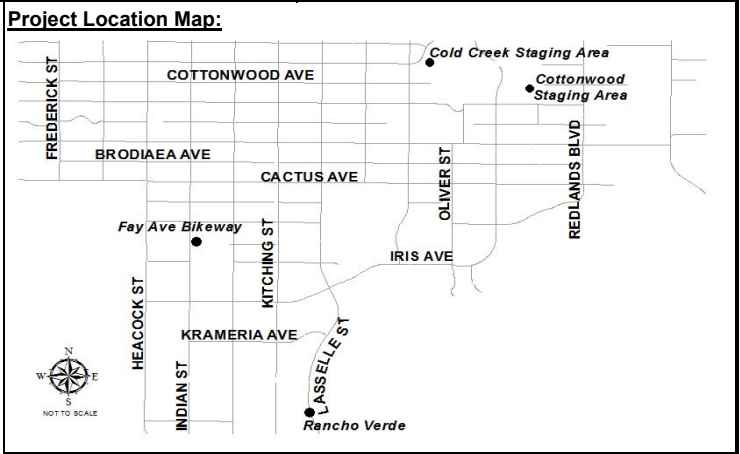 Project Location Map:
Cold Creek Staging Area
COTTONWOOD AVE
Cottonwood
Staging Area
FREDERICK ST
BRODIAEA AVE
CACTUS AVE
OLIVER ST
REDLANDS BLVD
Fay Ave Bikeway
KITCHING ST
IRIS AVE
HEACOCK ST
KRAMERIA AVE
LASSELLE ST
INDIAN ST
N
W
E
S
NOT TO SCALE
Rancho Verde